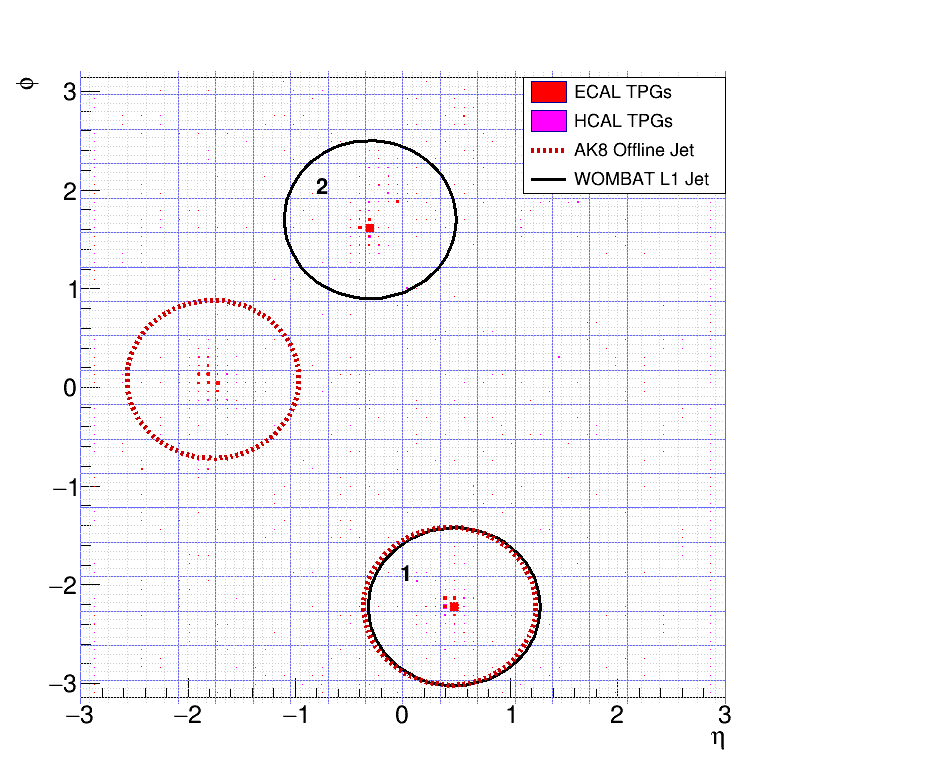 φ
3
2
1
0
−1
−2
−3
ECAL TPGs
HCAL TPGs
AK8 Offline Jet
WOMBAT L1 Jet
2
1
−3 −2 −1 0 1 2 3
η